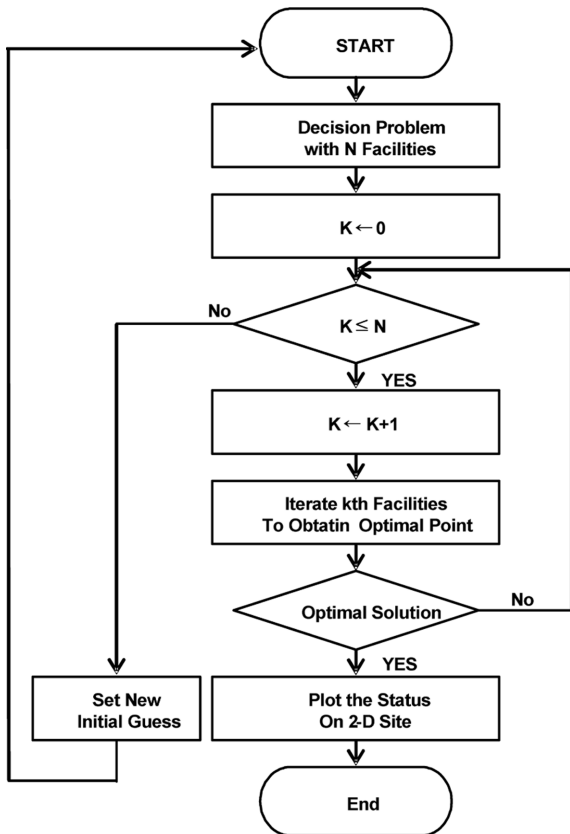 START
Decision Problem
with N Facilities
K ← 0
K ≤ N
No
YES
K ← K+1
Iterate kth Facilities
To Obtatin Optimal Point
Optimal Solution
No
YES
Set New
Initial Guess
Plot the Status
On 2-D Site
End